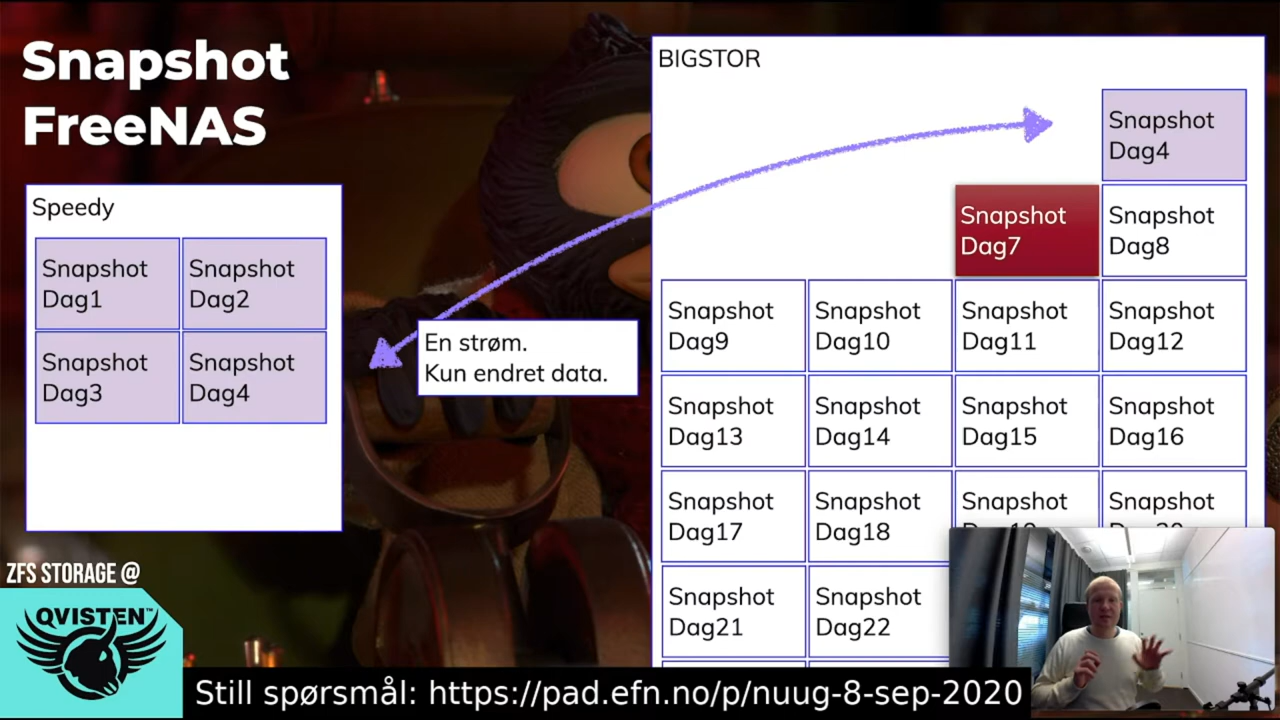 Snapshot
FreeNAS
Speedy
Snapshot
Dag1
Snapshot
Dag2
Snapshot
Dag3
Snapshot
Dag4
En strøm.
Kun endret data.
BIGSTOR
Snapshot
Dag4
Snapshot
Dag7
Snapshot
Dag8
Snapshot
Dag9
Snapshot
Dag10
Snapshot
Dag11
Snapshot
Dag12
Snapshot
Dag13
Snapshot
Dag14
Snapshot
Dag15
Snapshot
Dag16
Snapshot
Dag17
Snapshot
Dag18
Snapshot
Snapshot
Snapshot
Dag21
Snapshot
Dag22
ZFS STORAGE @
QVISTEN™
Still spørsmål: https://pad.efn.no/p/nuug-8-sep-2020